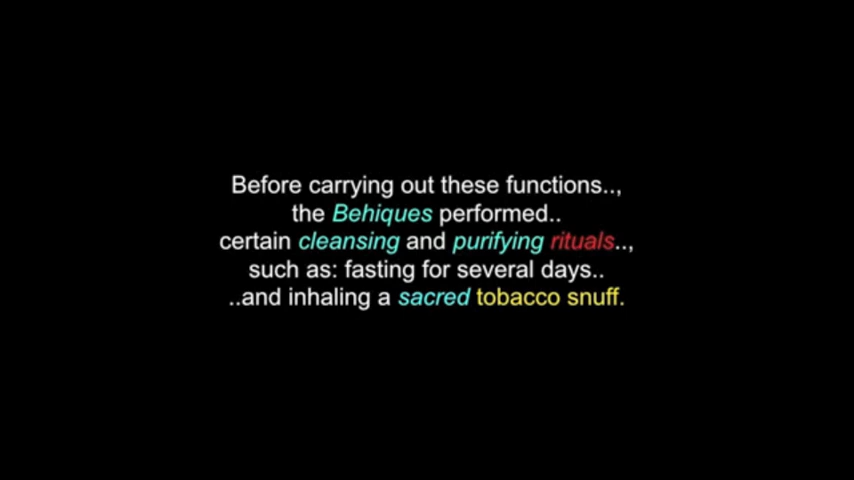 Before carrying out these functions..,
the Behiques performed..
certain cleansing and purifying rituals..,
such as: fasting for several days..
..and inhaling a sacred tobacco snuff.